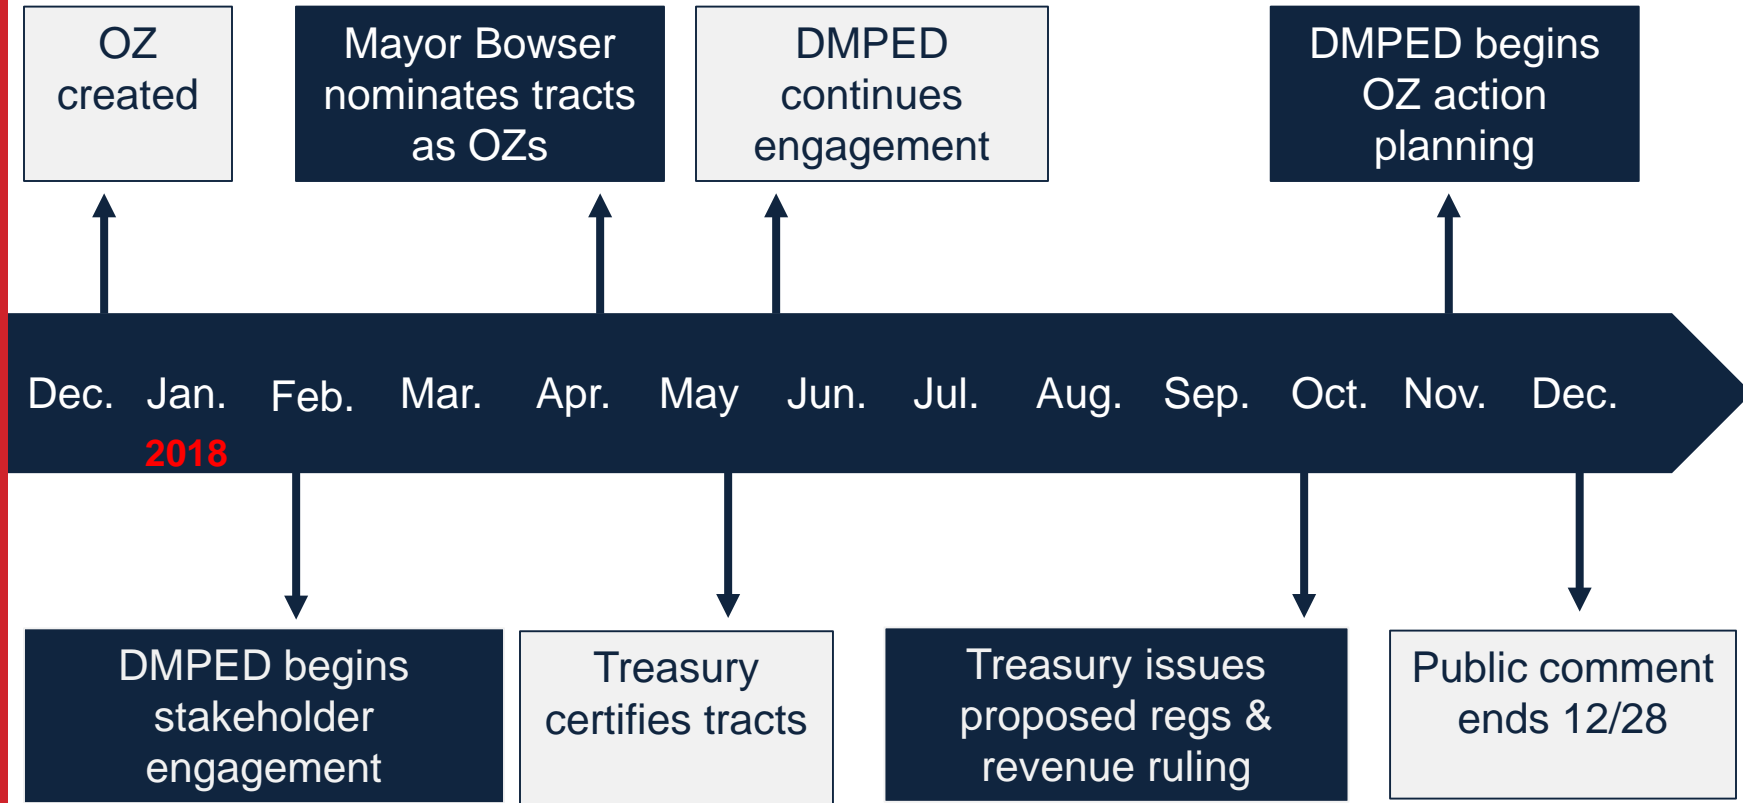 OZ
created
Mayor Bowser
nominates tracts
as OZs
DMPED
continues
engagement
DMPED begins
OZ action
planning
Dec. Jan. Feb. Mar. Apr. May Jun. Jul. Aug. Sep. Oct. Nov. Dec.
2018
DMPED begins
stakeholder
engagement
Treasury
certifies tracts
Treasury issues
proposed regs &
revenue ruling
Public comment
ends 12/28